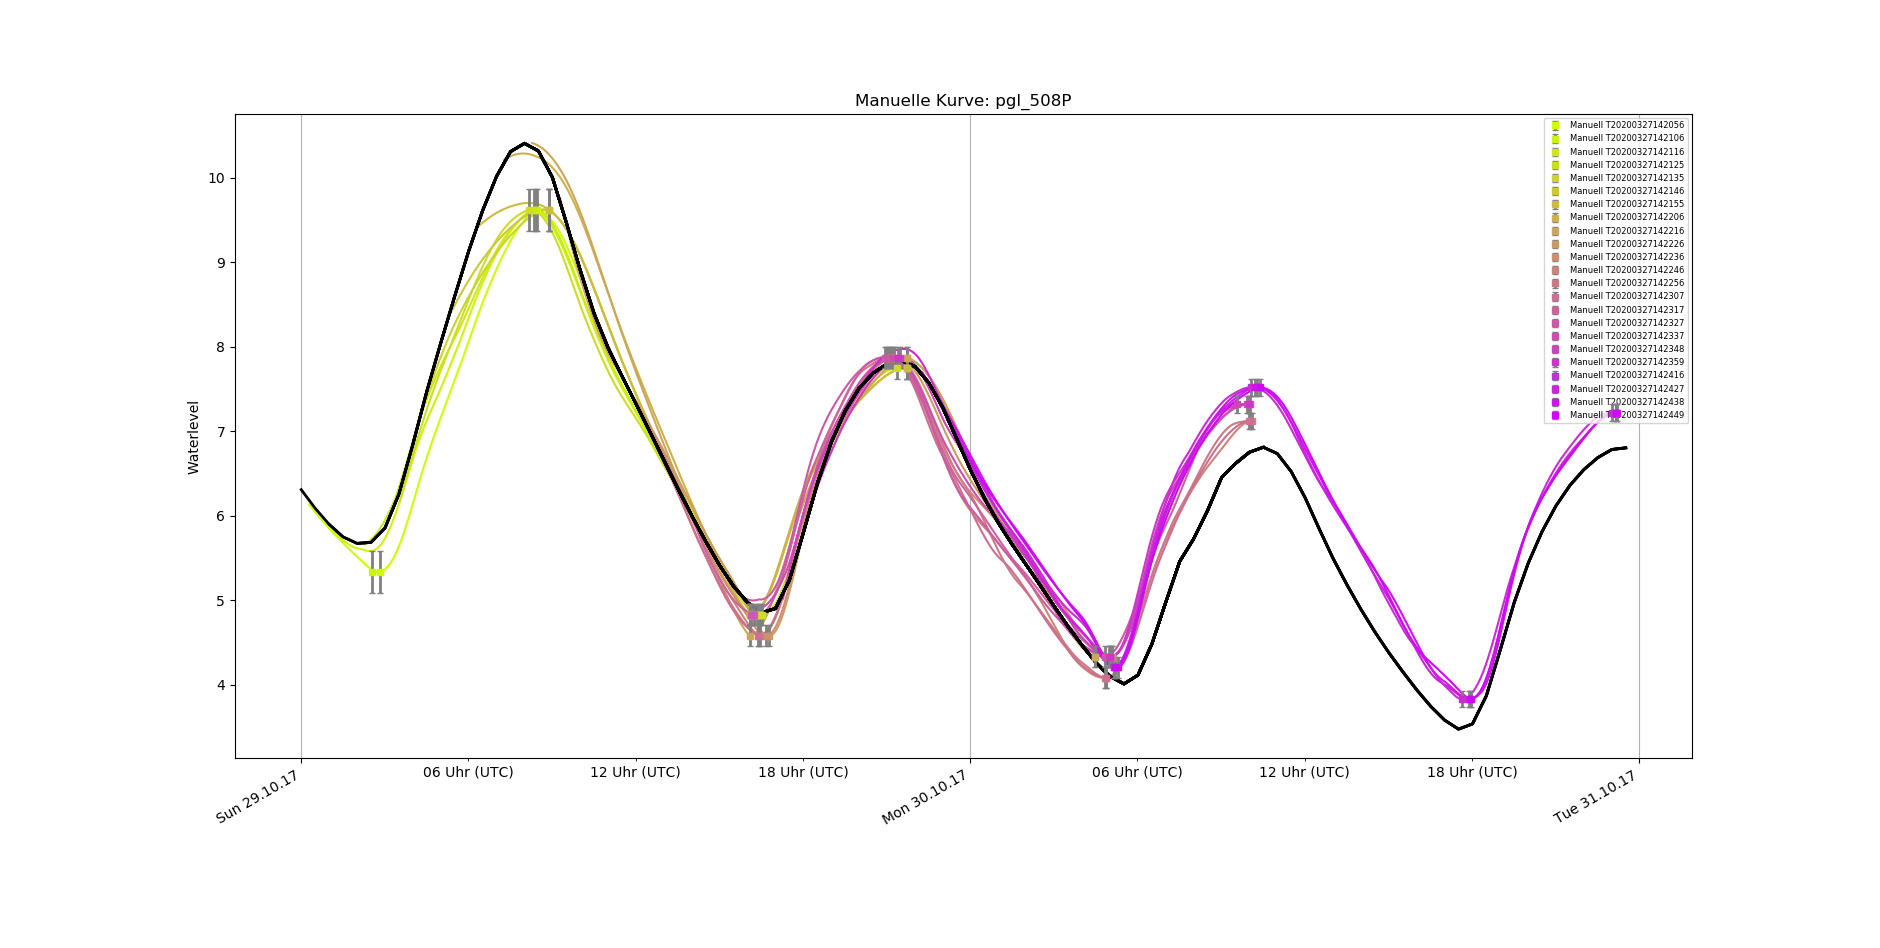 Manuelle Kurve: pgl_508P
Waterlevel
10
9
8
7
6
5
4
Sun 29.10.17
06 Uhr (UTC)
12 Uhr (UTC)
18 Uhr (UTC)
Mon 30.10.17
06 Uhr (UTC)
12 Uhr (UTC)
18 Uhr (UTC)
Tue 31.10.17
Manuell T20200327142056
Manuell T20200327142106
Manuell T20200327142116
Manuell T20200327142125
Manuell T20200327142135
Manuell T20200327142146
Manuell T20200327142155
Manuell T20200327142206
Manuell T20200327142216
Manuell T20200327142226
Manuell T20200327142236
Manuell T20200327142246
Manuell T20200327142256
Manuell T20200327142307
Manuell T20200327142317
Manuell T20200327142327
Manuell T20200327142337
Manuell T20200327142348
Manuell T20200327142359
Manuell T20200327142416
Manuell T20200327142427
Manuell T20200327142438
Manuell T20200327142449